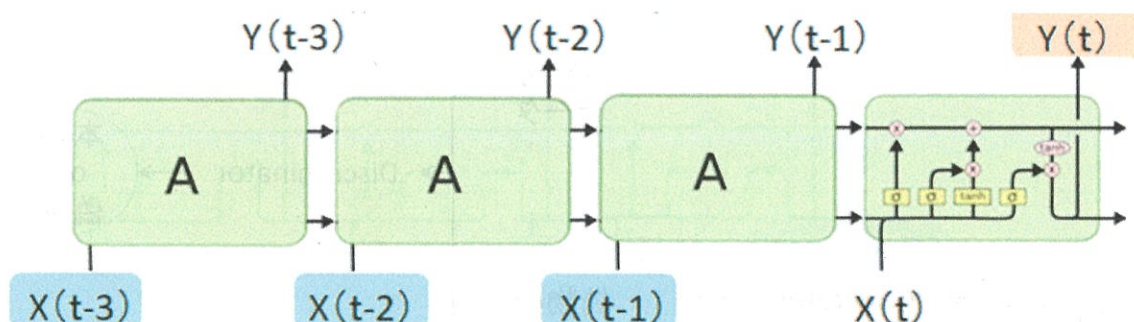 Y(t-3) Y(t-2) Y(t-1) Y(t)
A A A
× +
tanh
× ×
σ σ tanh σ
X(t-3) X(t-2) X(t-1) X(t)